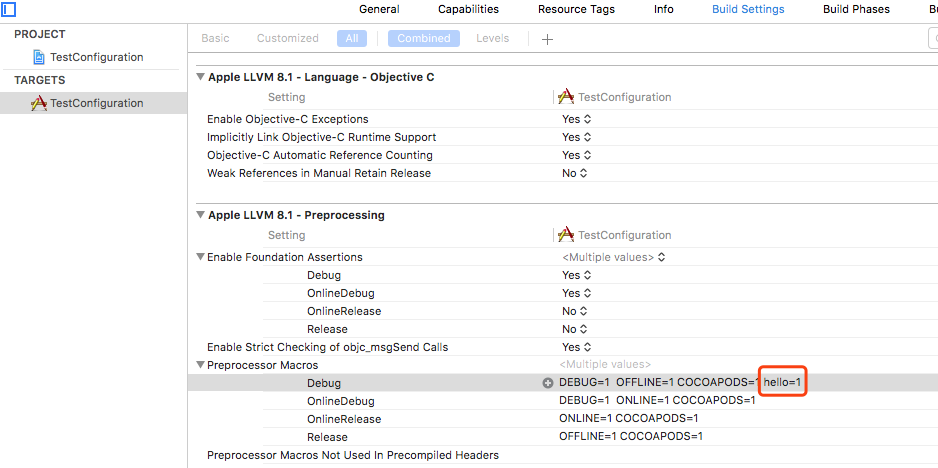 General Capabilities Resource Tags Info Build Settings Build Phases Bu
PROJECT
TestConfiguration
TARGETS
TestConfiguration
Basic Customized All Combined Levels +
Apple LLVM 8.1 - Language - Objective C
Setting TestConfiguration
Enable Objective-C Exceptions Yes
Implicitly Link Objective-C Runtime Support Yes
Objective-C Automatic Reference Counting Yes
Weak References in Manual Retain Release No
Apple LLVM 8.1 - Preprocessing
Setting TestConfiguration
Enable Foundation Assertions <Multiple values>
Debug Yes
OnlineDebug Yes
OnlineRelease No
Release No
Enable Strict Checking of objc_msgSend Calls Yes
Preprocessor Macros <Multiple values>
Debug DEBUG=1 OFFLINE=1 COCOAPODS=1 hello=1
OnlineDebug DEBUG=1 ONLINE=1 COCOAPODS=1
OnlineRelease ONLINE=1 COCOAPODS=1
Release OFFLINE=1 COCOAPODS=1
Preprocessor Macros Not Used In Precompiled Headers